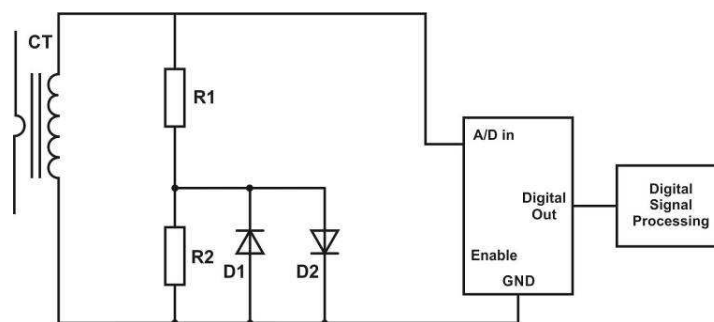 CT
R1
A/D in
Digital
Out
Digital
Signal
Processing
R2
D1
D2
Enable
GND